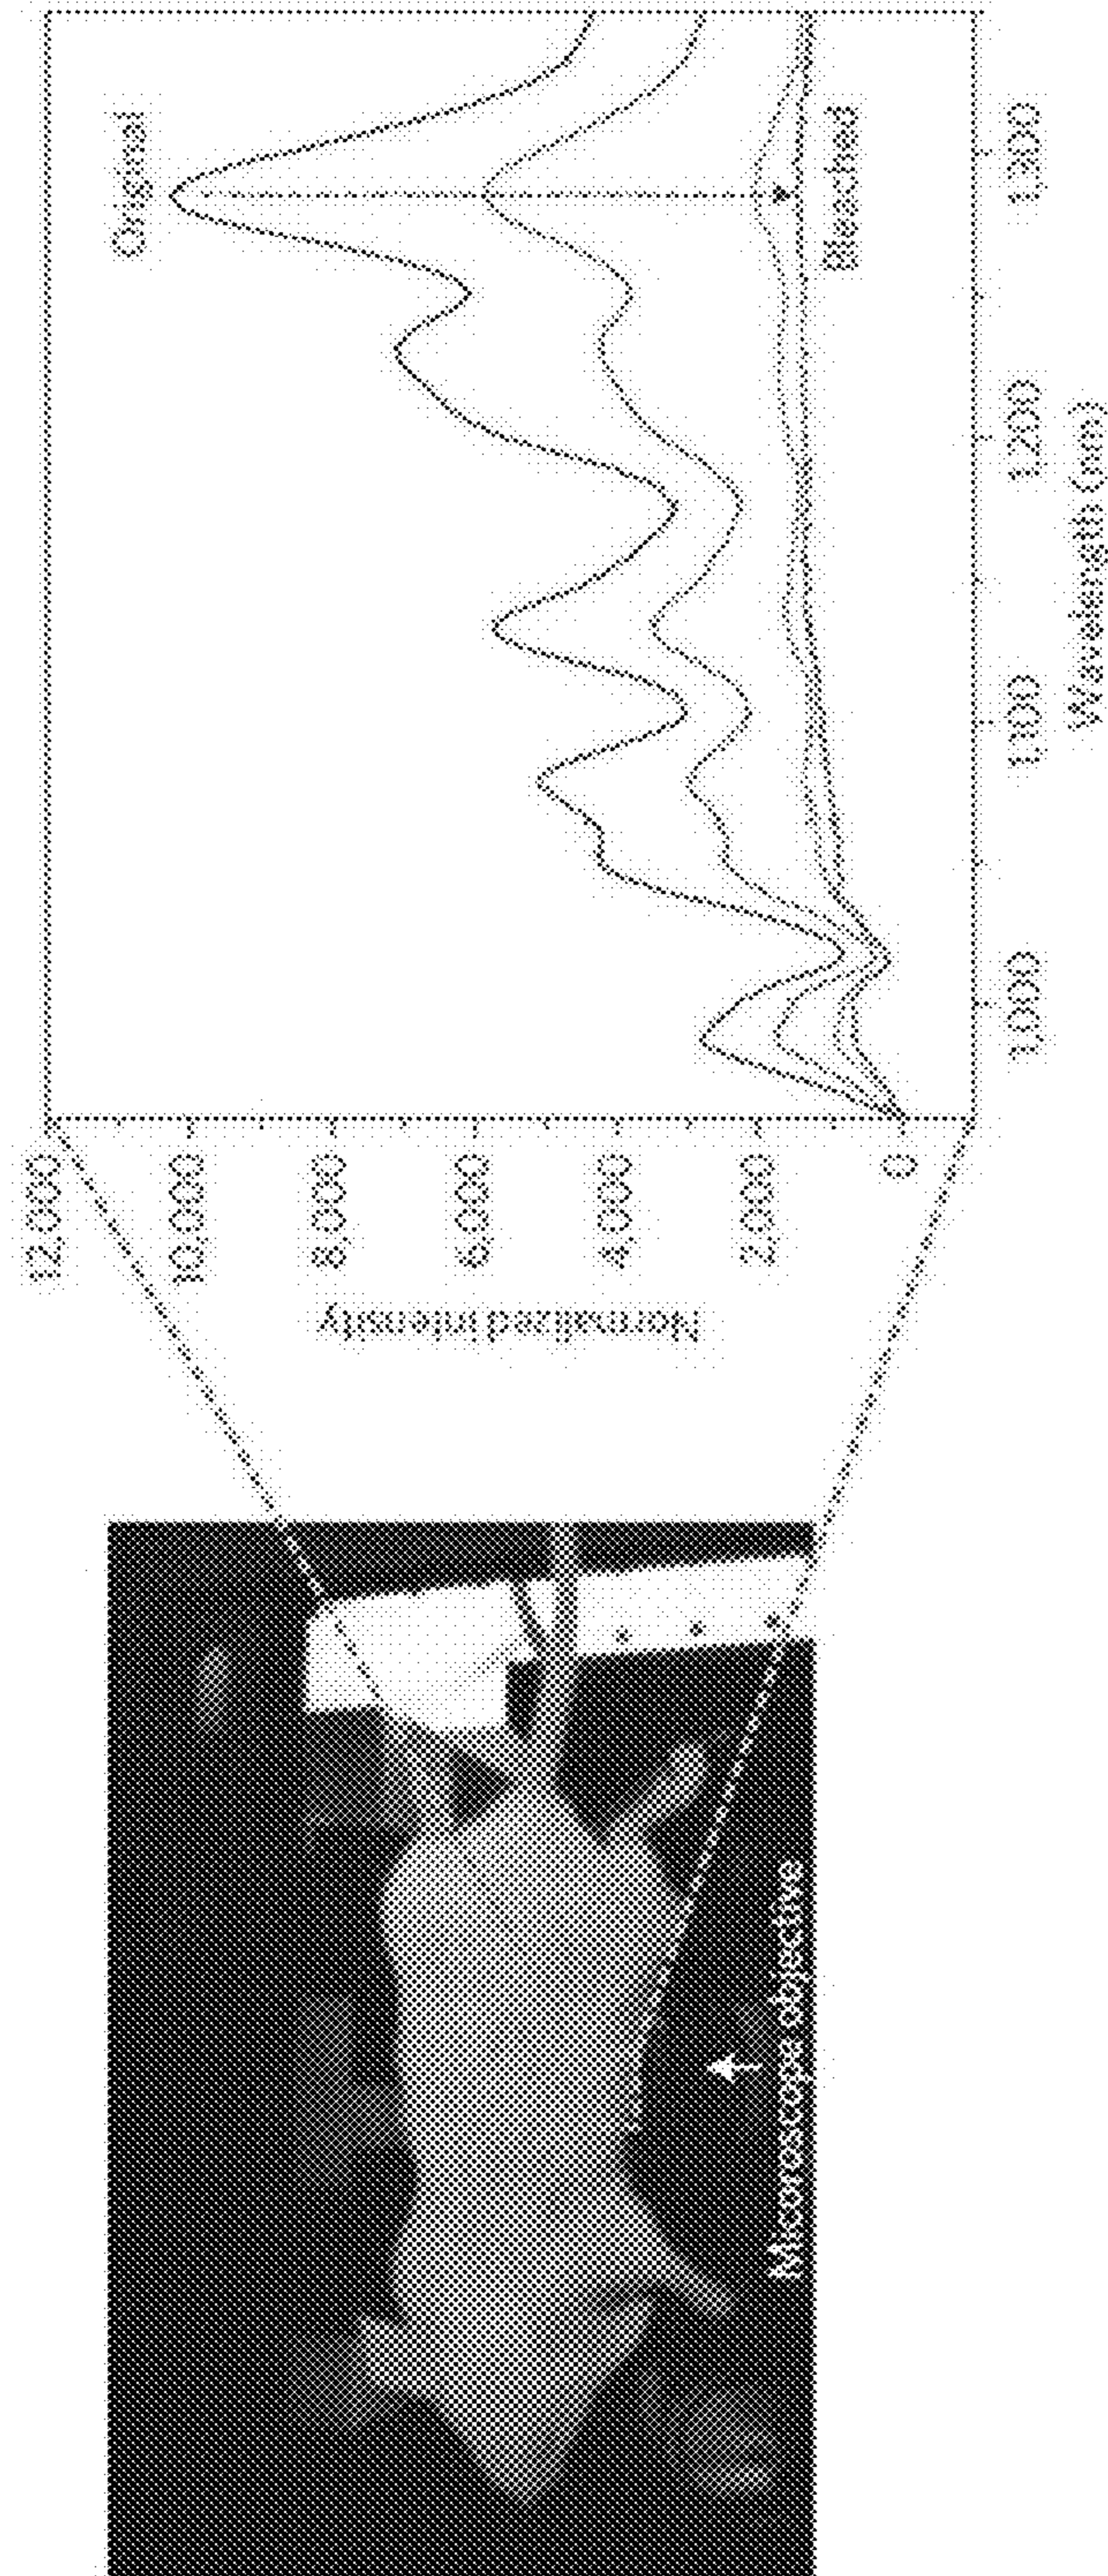 Microscope objective
Normalized intensity
12,000
10,000
8,000
6,000
4,000
2,000
0
Original
Bleached
1000
1100
1200
1300
Wavelength (nm)